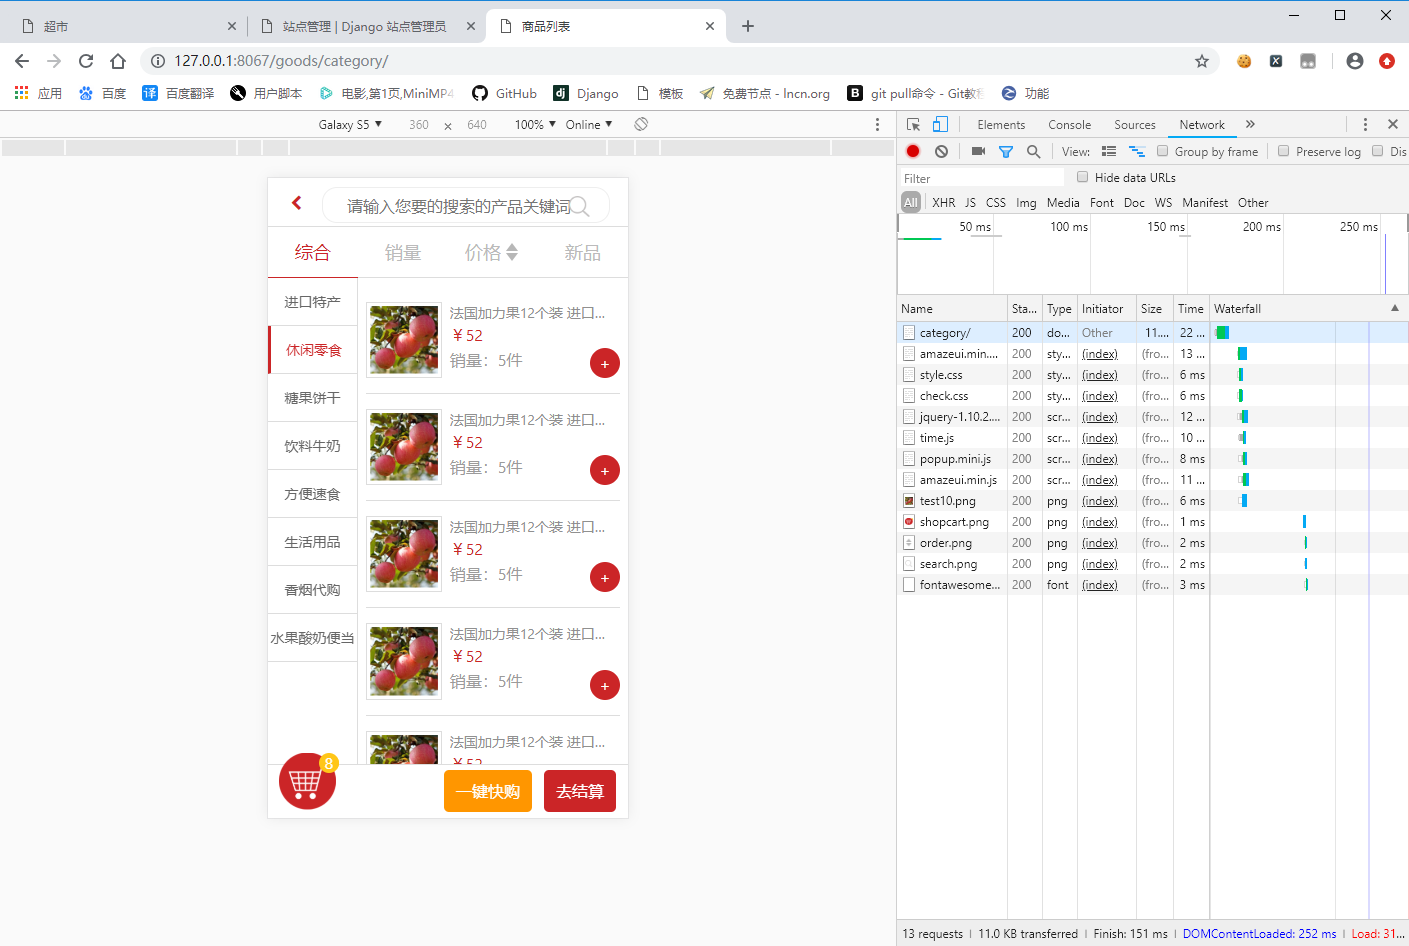 超市
站点管理 | Django 站点管理员
商品列表
127.0.0.1:8067/goods/category/
应用
百度
译 百度翻译
用户脚本
电影,第1页,MiniMP4
GitHub
dj Django
模板
免费节点 - lncn.org
B git pull命令 - Git教程
功能
Galaxy S5 ▼ 360 × 640 100% ▼ Online ▼
Elements Console Sources Network »
View: Group by frame Preserve log Dis
Filter Hide data URLs
All XHR JS CSS Img Media Font Doc WS Manifest Other
50 ms 100 ms 150 ms 200 ms 250 ms
Name Sta... Type Initiator Size Time Waterfall
category/ 200 do... Other 11.... 22 ...
amazeui.min.... 200 sty... (index) (fro... 13 ...
style.css 200 sty... (index) (fro... 6 ms
check.css 200 sty... (index) (fro... 6 ms
jquery-1.10.2.... 200 scr... (index) (fro... 12 ...
time.js 200 scr... (index) (fro... 10 ...
popup.mini.js 200 scr... (index) (fro... 8 ms
amazeui.min.js 200 scr... (index) (fro... 11 ...
test10.png 200 png (index) (fro... 6 ms
shopcart.png 200 png (index) (fro... 1 ms
order.png 200 png (index) (fro... 2 ms
search.png 200 png (index) (fro... 2 ms
fontawesome... 200 font (index) (fro... 3 ms
13 requests | 11.0 KB transferred | Finish: 151 ms | DOMContentLoaded: 252 ms | Load: 31...
请输入您要的搜索的产品关键词
综合 销量 价格 新品
进口特产
休闲零食
糖果饼干
饮料牛奶
方便速食
生活用品
香烟代购
水果酸奶便当
法国加力果12个装 进口...
￥52
销量：5件
+
法国加力果12个装 进口...
￥52
销量：5件
+
法国加力果12个装 进口...
￥52
销量：5件
+
法国加力果12个装 进口...
￥52
销量：5件
+
法国加力果12个装 进口...
￥52
8
一键快购
去结算